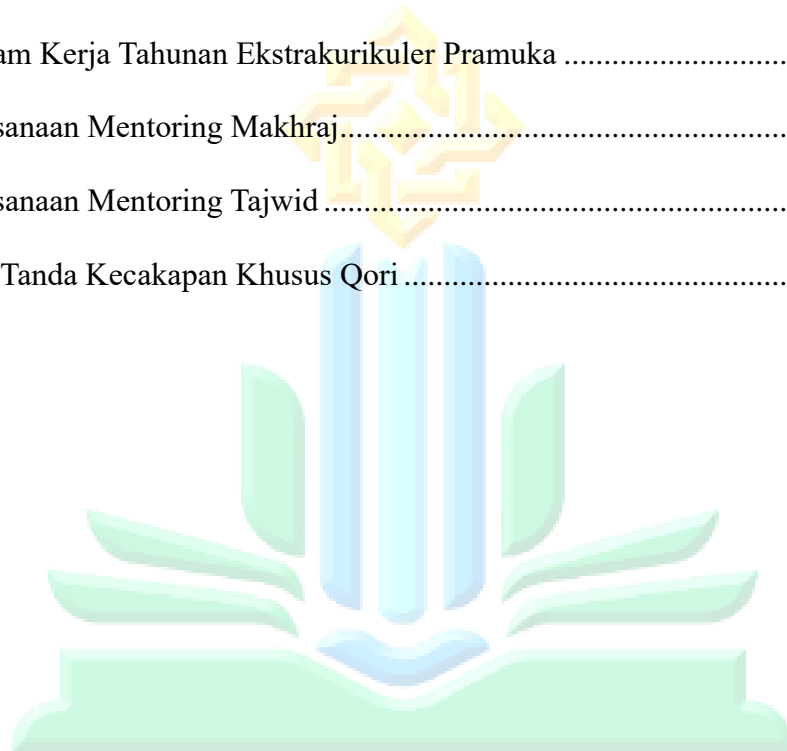 am Kerja Tahunan Ekstrakurikuler Pramuka ............................
sanaan Mentoring Makhraj........................................................
sanaan Mentoring Tajwid ..........................................................
Tanda Kecakapan Khusus Qori ................................................